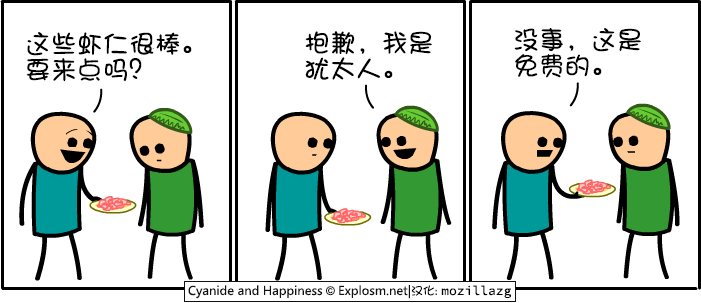 这些虾仁很棒。
要来点吗?
抱歉，我是
犹太人。
没事，这是
免费的。
Cyanide and Happiness © Explosm.net|汉化: mozillazg